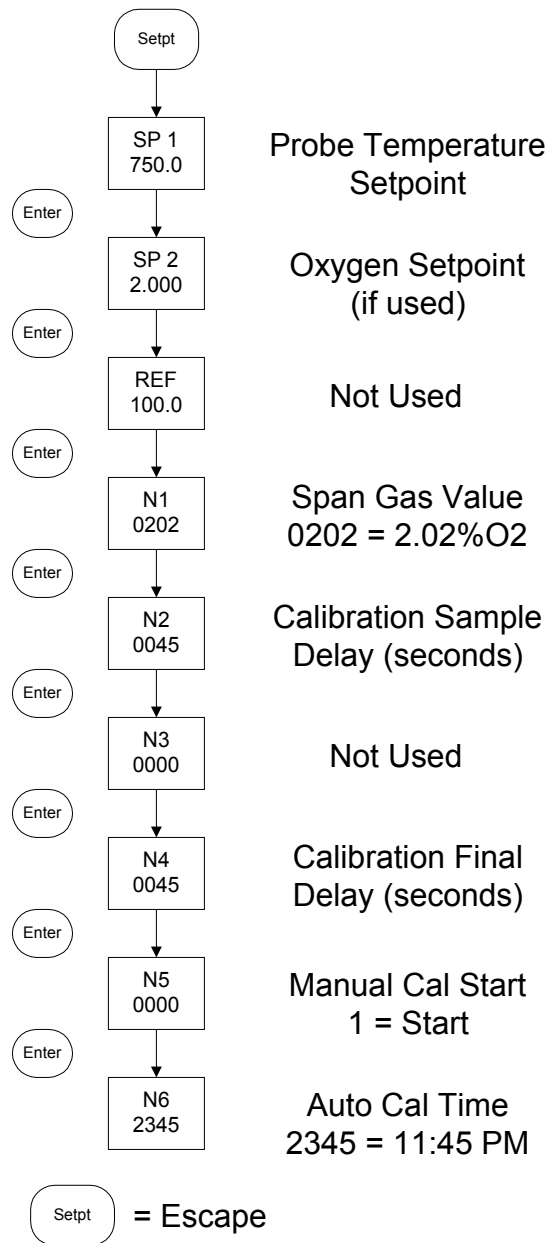 Setpt
SP 1
750.0
Probe Temperature
Setpoint
Enter
SP 2
2.000
Oxygen Setpoint
(if used)
Enter
REF
100.0
Not Used
Enter
N1
0202
Span Gas Value
0202 = 2.02%O2
Enter
N2
0045
Calibration Sample
Delay (seconds)
Enter
N3
0000
Not Used
Enter
N4
0045
Calibration Final
Delay (seconds)
Enter
N5
0000
Manual Cal Start
1 = Start
Enter
N6
2345
Auto Cal Time
2345 = 11:45 PM
Setpt = Escape